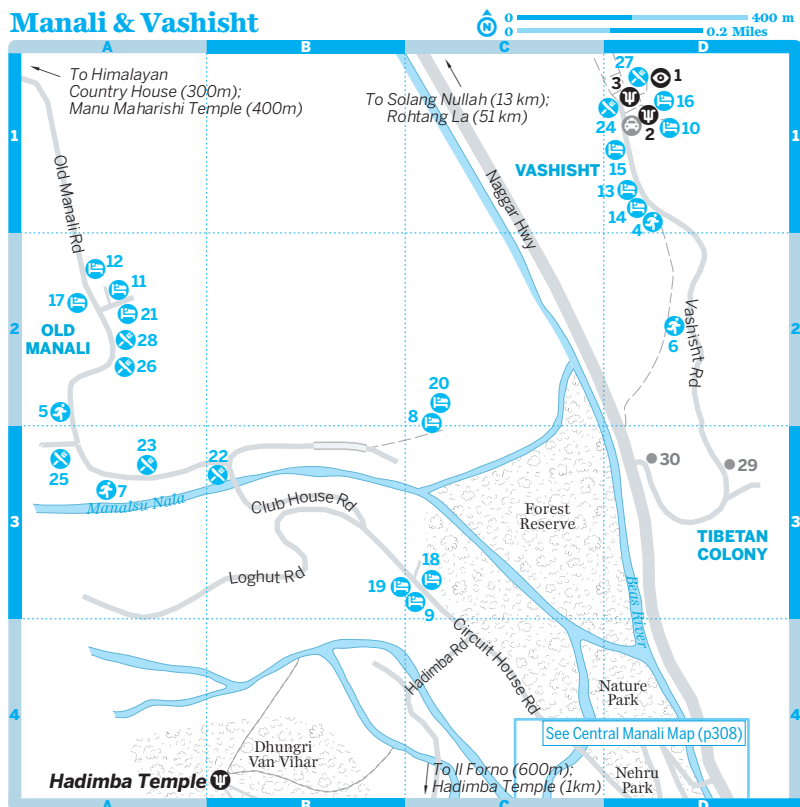 Manali & Vashisht
N
0 400 m
0 0.2 Miles
A B C D
To Himalayan
Country House (300m);
Manu Maharishi Temple (400m)
To Solang Nullah (13 km);
Rohtang La (51 km)
27
3
1
16
24
2
10
1
1
15
VASHISHT
13
14
4
Old Manali Rd
Naggar Hwy
12
11
17
21
OLD
MANALI
28
26
2
2
6
Vashisht Rd
5
20
8
23
22
25
7
30
29
Manalsu Nala
Club House Rd
Forest
Reserve
3
3
TIBETAN
COLONY
Loghut Rd
18
19
9
Beas River
Circuit House Rd
Hadimba Rd
Nature
Park
4
4
See Central Manali Map (p308)
Dhungri
Van Vihar
Hadimba Temple
To Il Forno (600m);
Hadimba Temple (1km)
Nehru
Park
A B C D